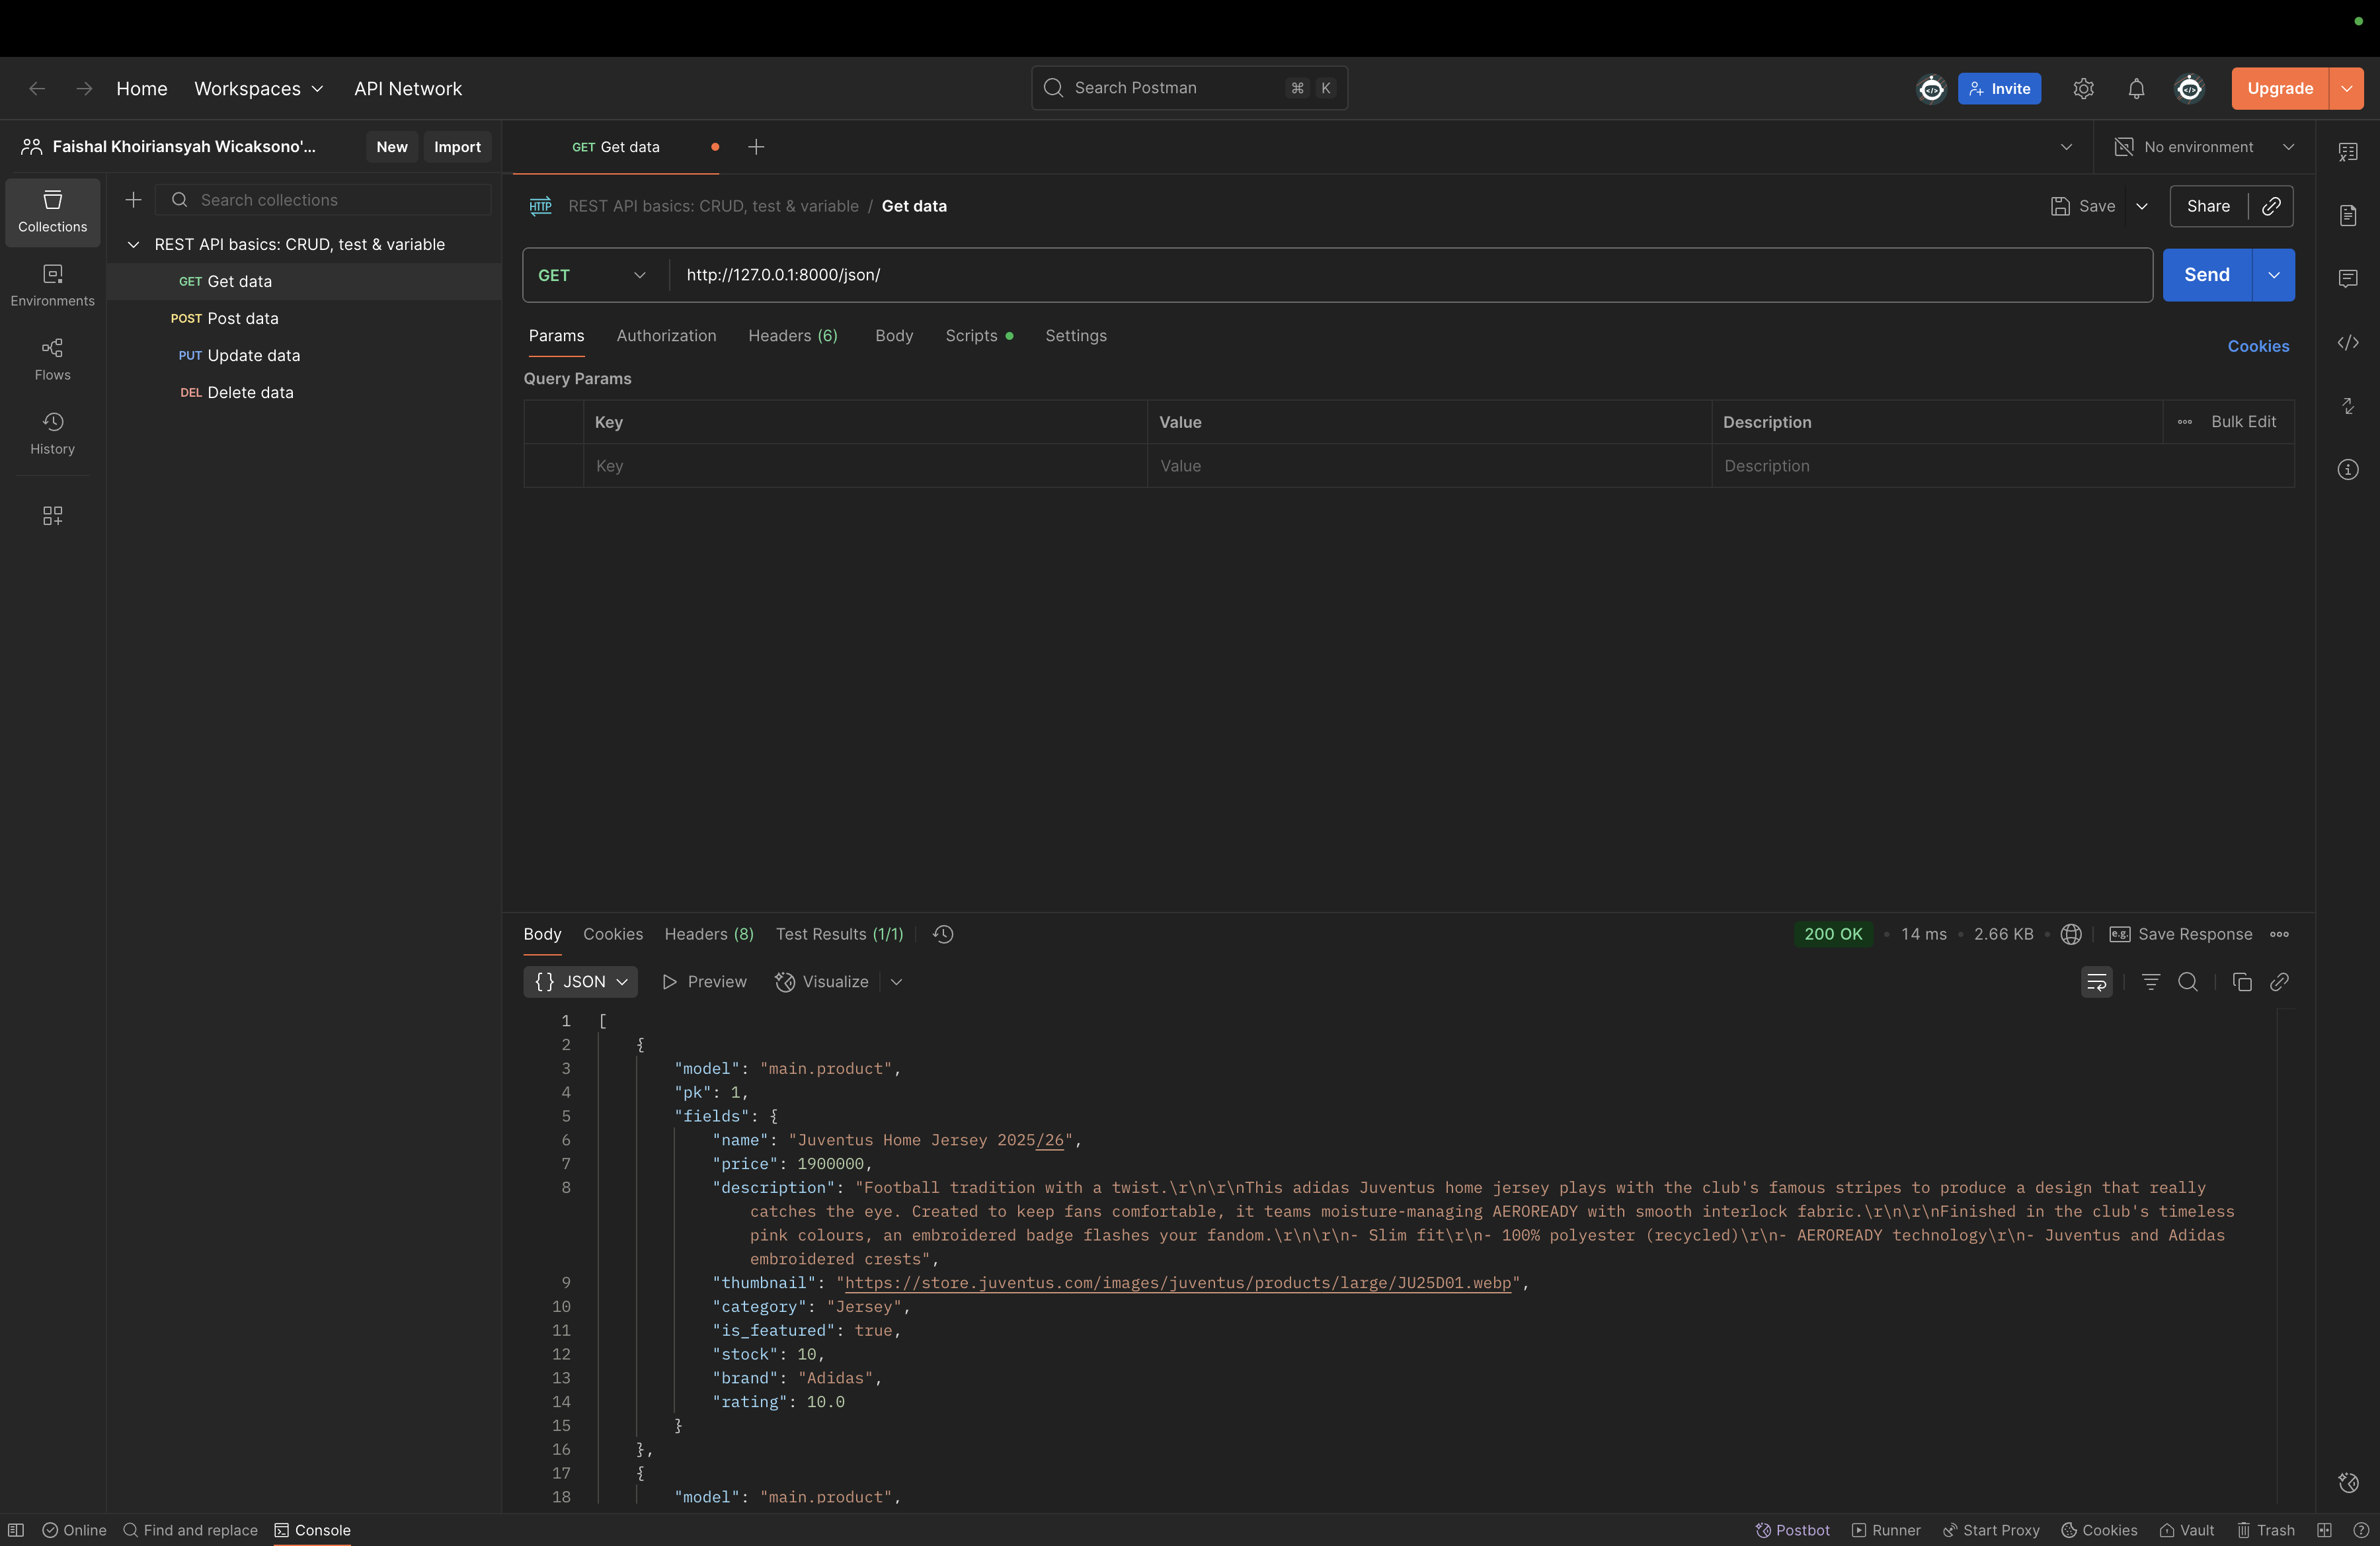 Home Workspaces API Network Search Postman ⌘ K Invite Upgrade
Faishal Khoiriansyah Wicaksono'... New Import GET Get data No environment
Collections
Environments
Flows
History
Search collections
REST API basics: CRUD, test & variable
GET Get data
POST Post data
PUT Update data
DEL Delete data
HTTP REST API basics: CRUD, test & variable / Get data Save Share
GET http://127.0.0.1:8000/json/ Send
Params Authorization Headers (6) Body Scripts Settings Cookies
Query Params
Key Value Description Bulk Edit
Key Value Description
Body Cookies Headers (8) Test Results (1/1) 200 OK 14 ms 2.66 KB e.g. Save Response
{} JSON Preview Visualize
1 [
2 {
3 "model": "main.product",
4 "pk": 1,
5 "fields": {
6 "name": "Juventus Home Jersey 2025/26",
7 "price": 1900000,
8 "description": "Football tradition with a twist.\r\n\r\nThis adidas Juventus home jersey plays with the club's famous stripes to produce a design that really
catches the eye. Created to keep fans comfortable, it teams moisture-managing AEROREADY with smooth interlock fabric.\r\n\r\nFinished in the club's timeless
pink colours, an embroidered badge flashes your fandom.\r\n\r\n- Slim fit\r\n- 100% polyester (recycled)\r\n- AEROREADY technology\r\n- Juventus and Adidas
embroidered crests",
9 "thumbnail": "https://store.juventus.com/images/juventus/products/large/JU25D01.webp",
10 "category": "Jersey",
11 "is_featured": true,
12 "stock": 10,
13 "brand": "Adidas",
14 "rating": 10.0
15 }
16 },
17 {
18 "model": "main.product",
Online Find and replace Console Postbot Runner Start Proxy Cookies Vault Trash